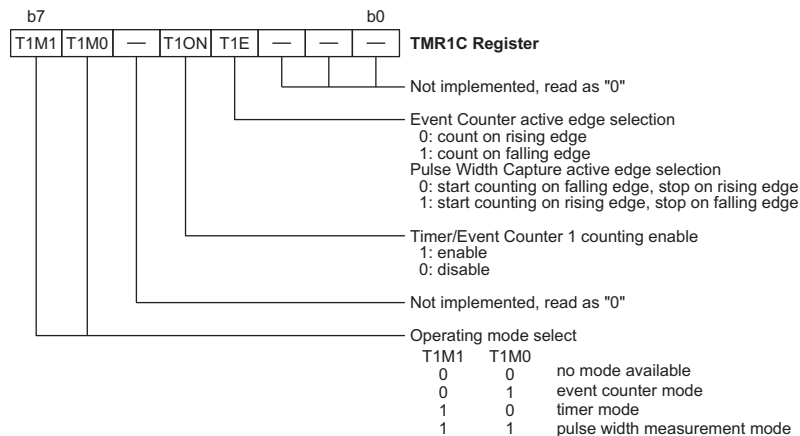 b7 b0
T1M1 T1M0 — T1ON T1E — — — TMR1C Register
Not implemented, read as "0"
Event Counter active edge selection
0: count on rising edge
1: count on falling edge
Pulse Width Capture active edge selection
0: start counting on falling edge, stop on rising edge
1: start counting on rising edge, stop on falling edge
Timer/Event Counter 1 counting enable
1: enable
0: disable
Not implemented, read as "0"
Operating mode select
T1M1 T1M0
0 0 no mode available
0 1 event counter mode
1 0 timer mode
1 1 pulse width measurement mode